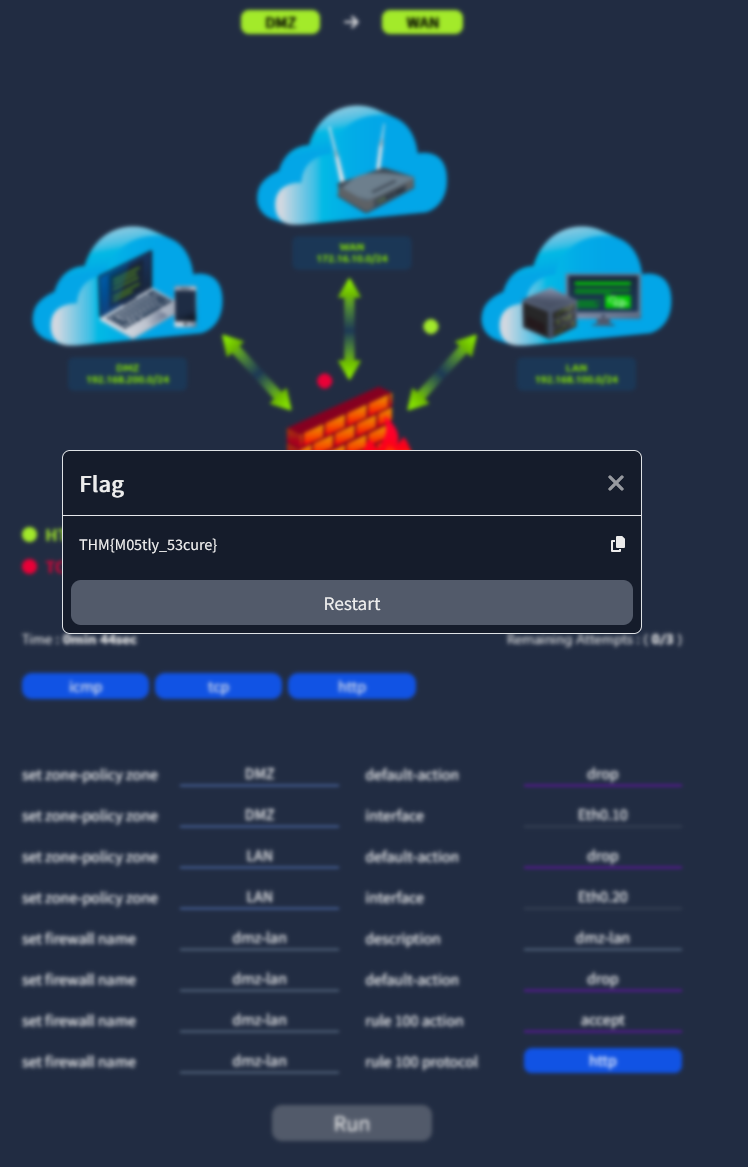 DMZ → WAN
WAN
172.16.10.0/24
DMZ
192.168.200.0/24
LAN
192.168.100.0/24
Flag
THM{M05tly_53cure}
Restart
Time : 0min 44sec
Remaining Attempts : ( 0/3 )
icmp tcp http
set zone-policy zone DMZ default-action drop
set zone-policy zone DMZ interface Eth0.10
set zone-policy zone LAN default-action drop
set zone-policy zone LAN interface Eth0.20
set firewall name dmz-lan description dmz-lan
set firewall name dmz-lan default-action drop
set firewall name dmz-lan rule 100 action accept
set firewall name dmz-lan rule 100 protocol http
Run